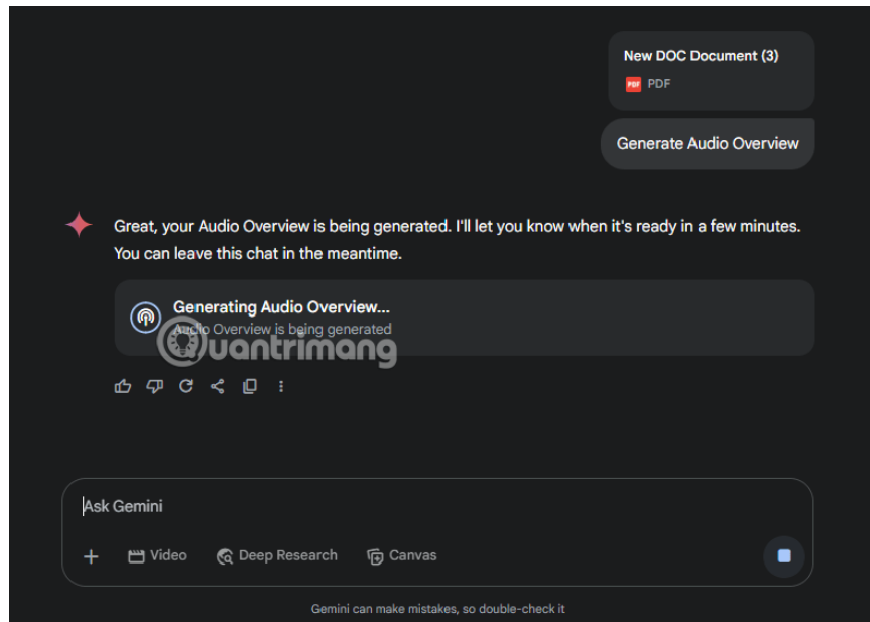 New DOC Document (3)
PDF PDF
Generate Audio Overview
Great, your Audio Overview is being generated. I'll let you know when it's ready in a few minutes.
You can leave this chat in the meantime.
Generating Audio Overview...
Audio Overview is being generated
Quantrimang
Ask Gemini
Video Deep Research Canvas
Gemini can make mistakes, so double-check it